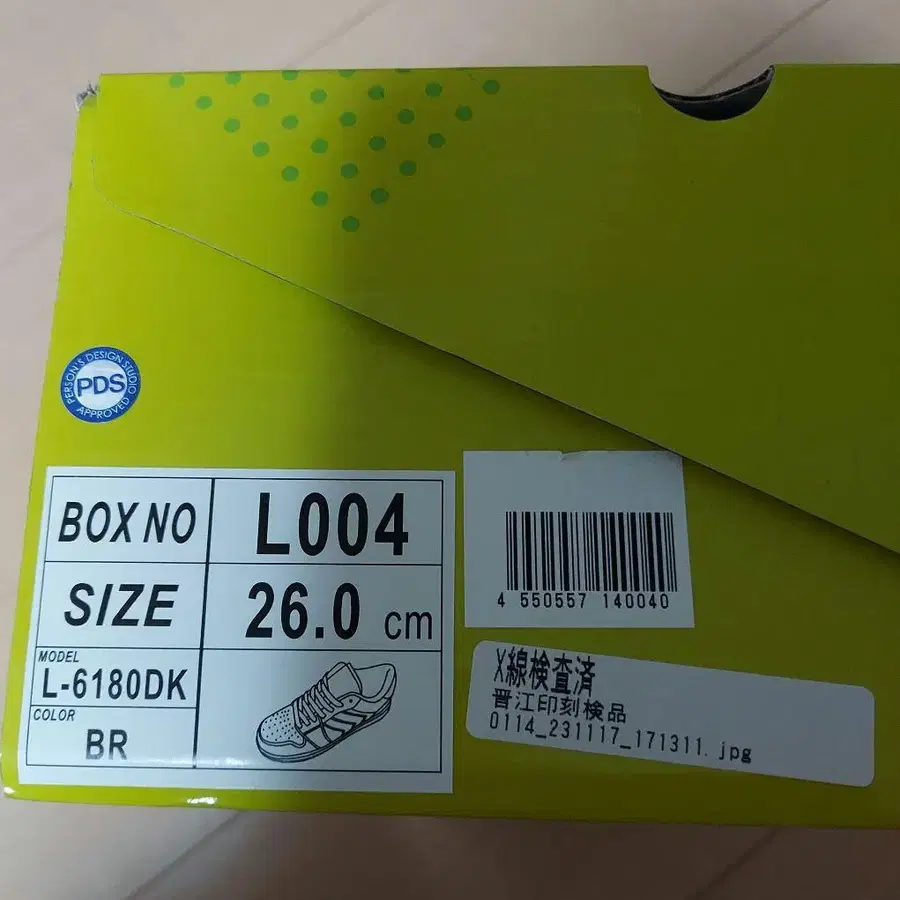 PERSON'S DESIGN STUDIO
PDS
APPROVED
BOX NO L004
SIZE 26.0 cm
MODEL
L-6180DK
COLOR
BR
4 550557 140040
X線検査済
晋江印刻検品
0114_231117_171311.jpg